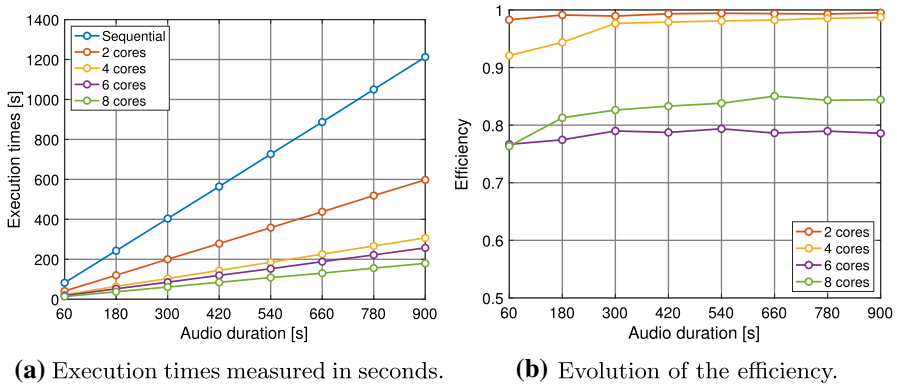 1400
1200
1000
800
600
400
200
0
Execution times [s]
Sequential
2 cores
4 cores
6 cores
8 cores
60 180 300 420 540 660 780 900
Audio duration [s]
(a) Execution times measured in seconds.
1
0.9
0.8
0.7
0.6
0.5
Efficiency
2 cores
4 cores
6 cores
8 cores
60 180 300 420 540 660 780 900
Audio duration [s]
(b) Evolution of the efficiency.